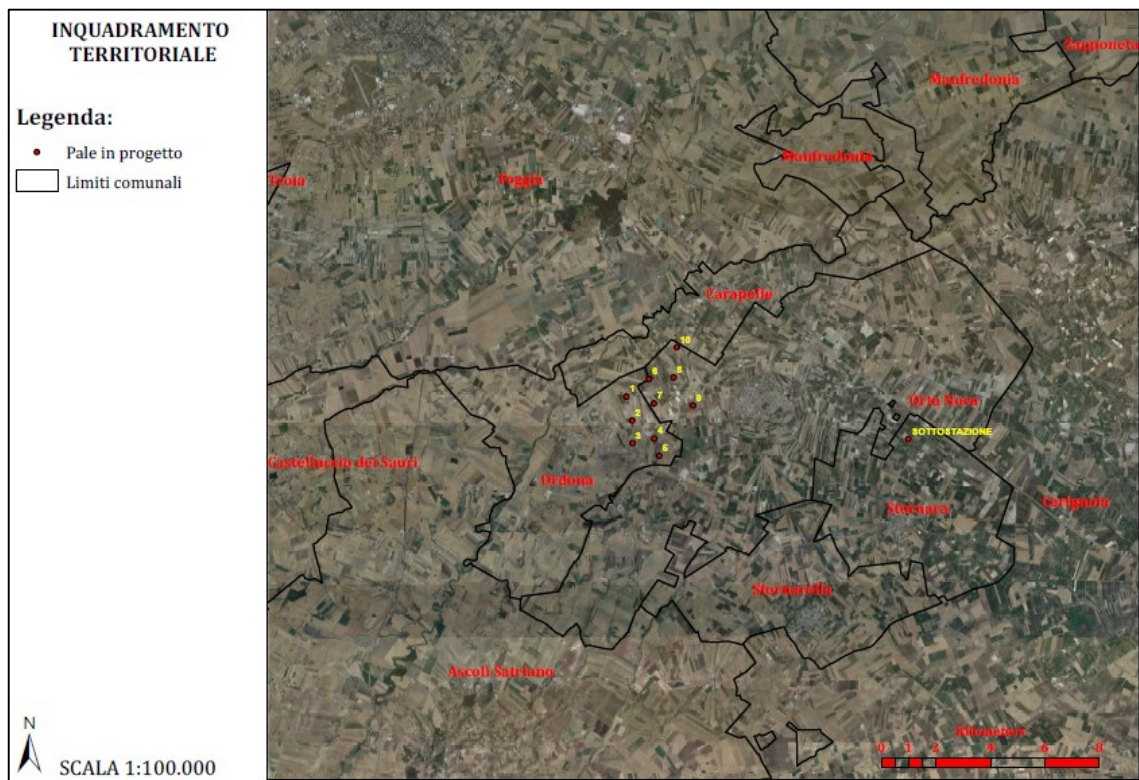 INQUADRAMENTO
TERRITORIALE
Legenda:
Pale in progetto
Limiti comunali
N
SCALA 1:100.000
Zapponeta
Manfredonia
Manfredonia
Troia
Foggia
Carapelle
10
6
8
1
7
9
2
Orta Nova
3
4
SOTTOSTAZIONE
5
Castelluccio dei Sauri
Ordona
Cerignola
Stornara
Stornarella
Ascoli Satriano
Kilometers
0 1 2 4 6 8